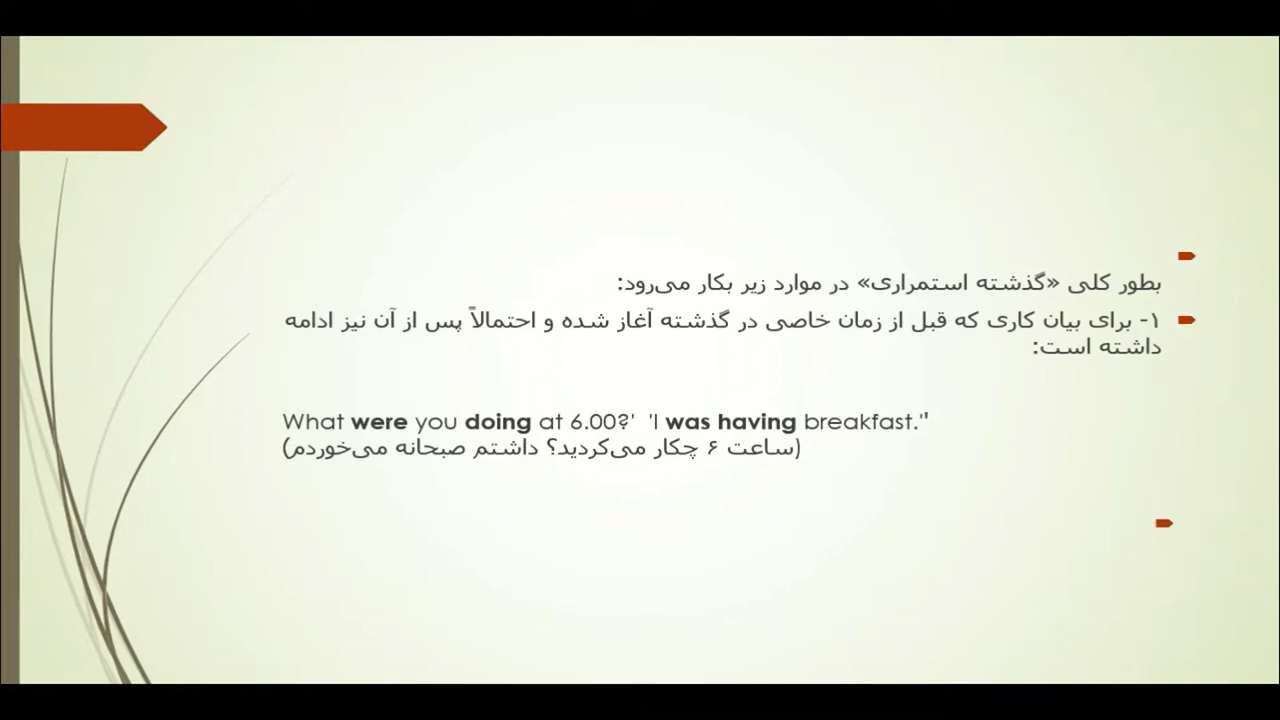 بطور کلی «گذشته استمراری» در موارد زیر بکار می‌رود:
۱- برای بیان کاری که قبل از زمان خاصی در گذشته آغاز شده و احتمالاً پس از آن نیز ادامه
داشته است:
What were you doing at 6.00?'  'I was having breakfast.''
(ساعت ۶ چکار می‌کردید؟ داشتم صبحانه می‌خوردم)